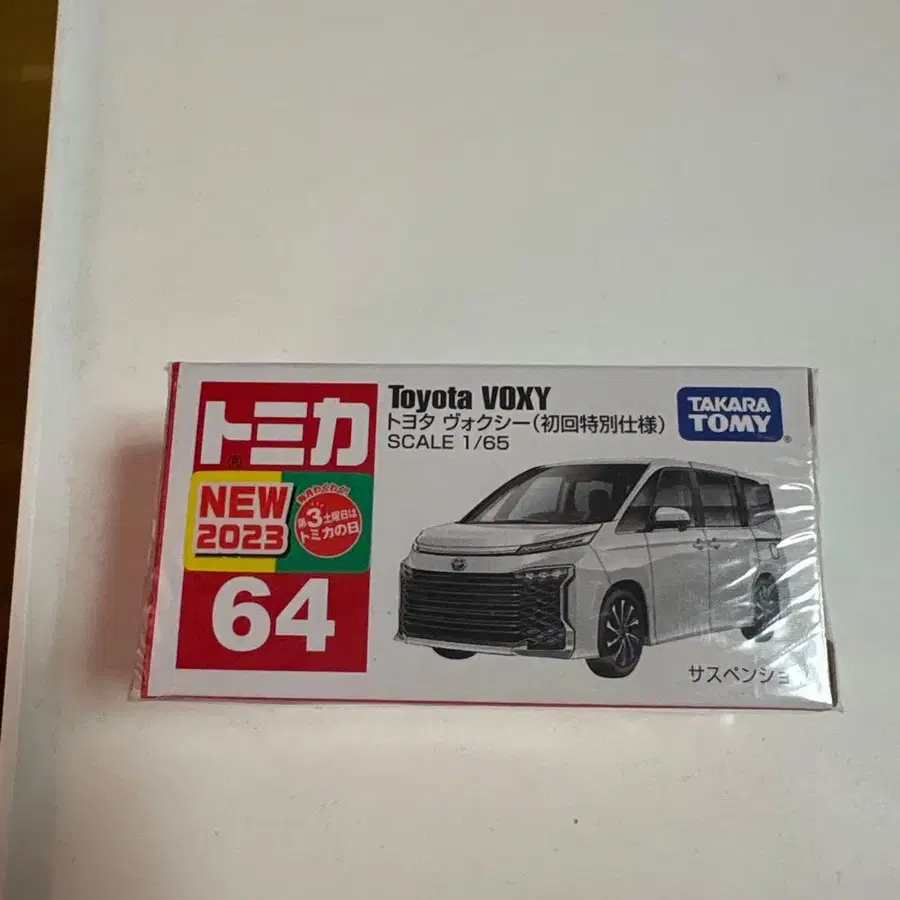 トミカ
Toyota VOXY
トヨタ ヴォクシー(初回特別仕様)
SCALE 1/65
TAKARA
TOMY
NEW
2023
毎月わくわく!
第3土曜日は
トミカの日
64
サスペンショ